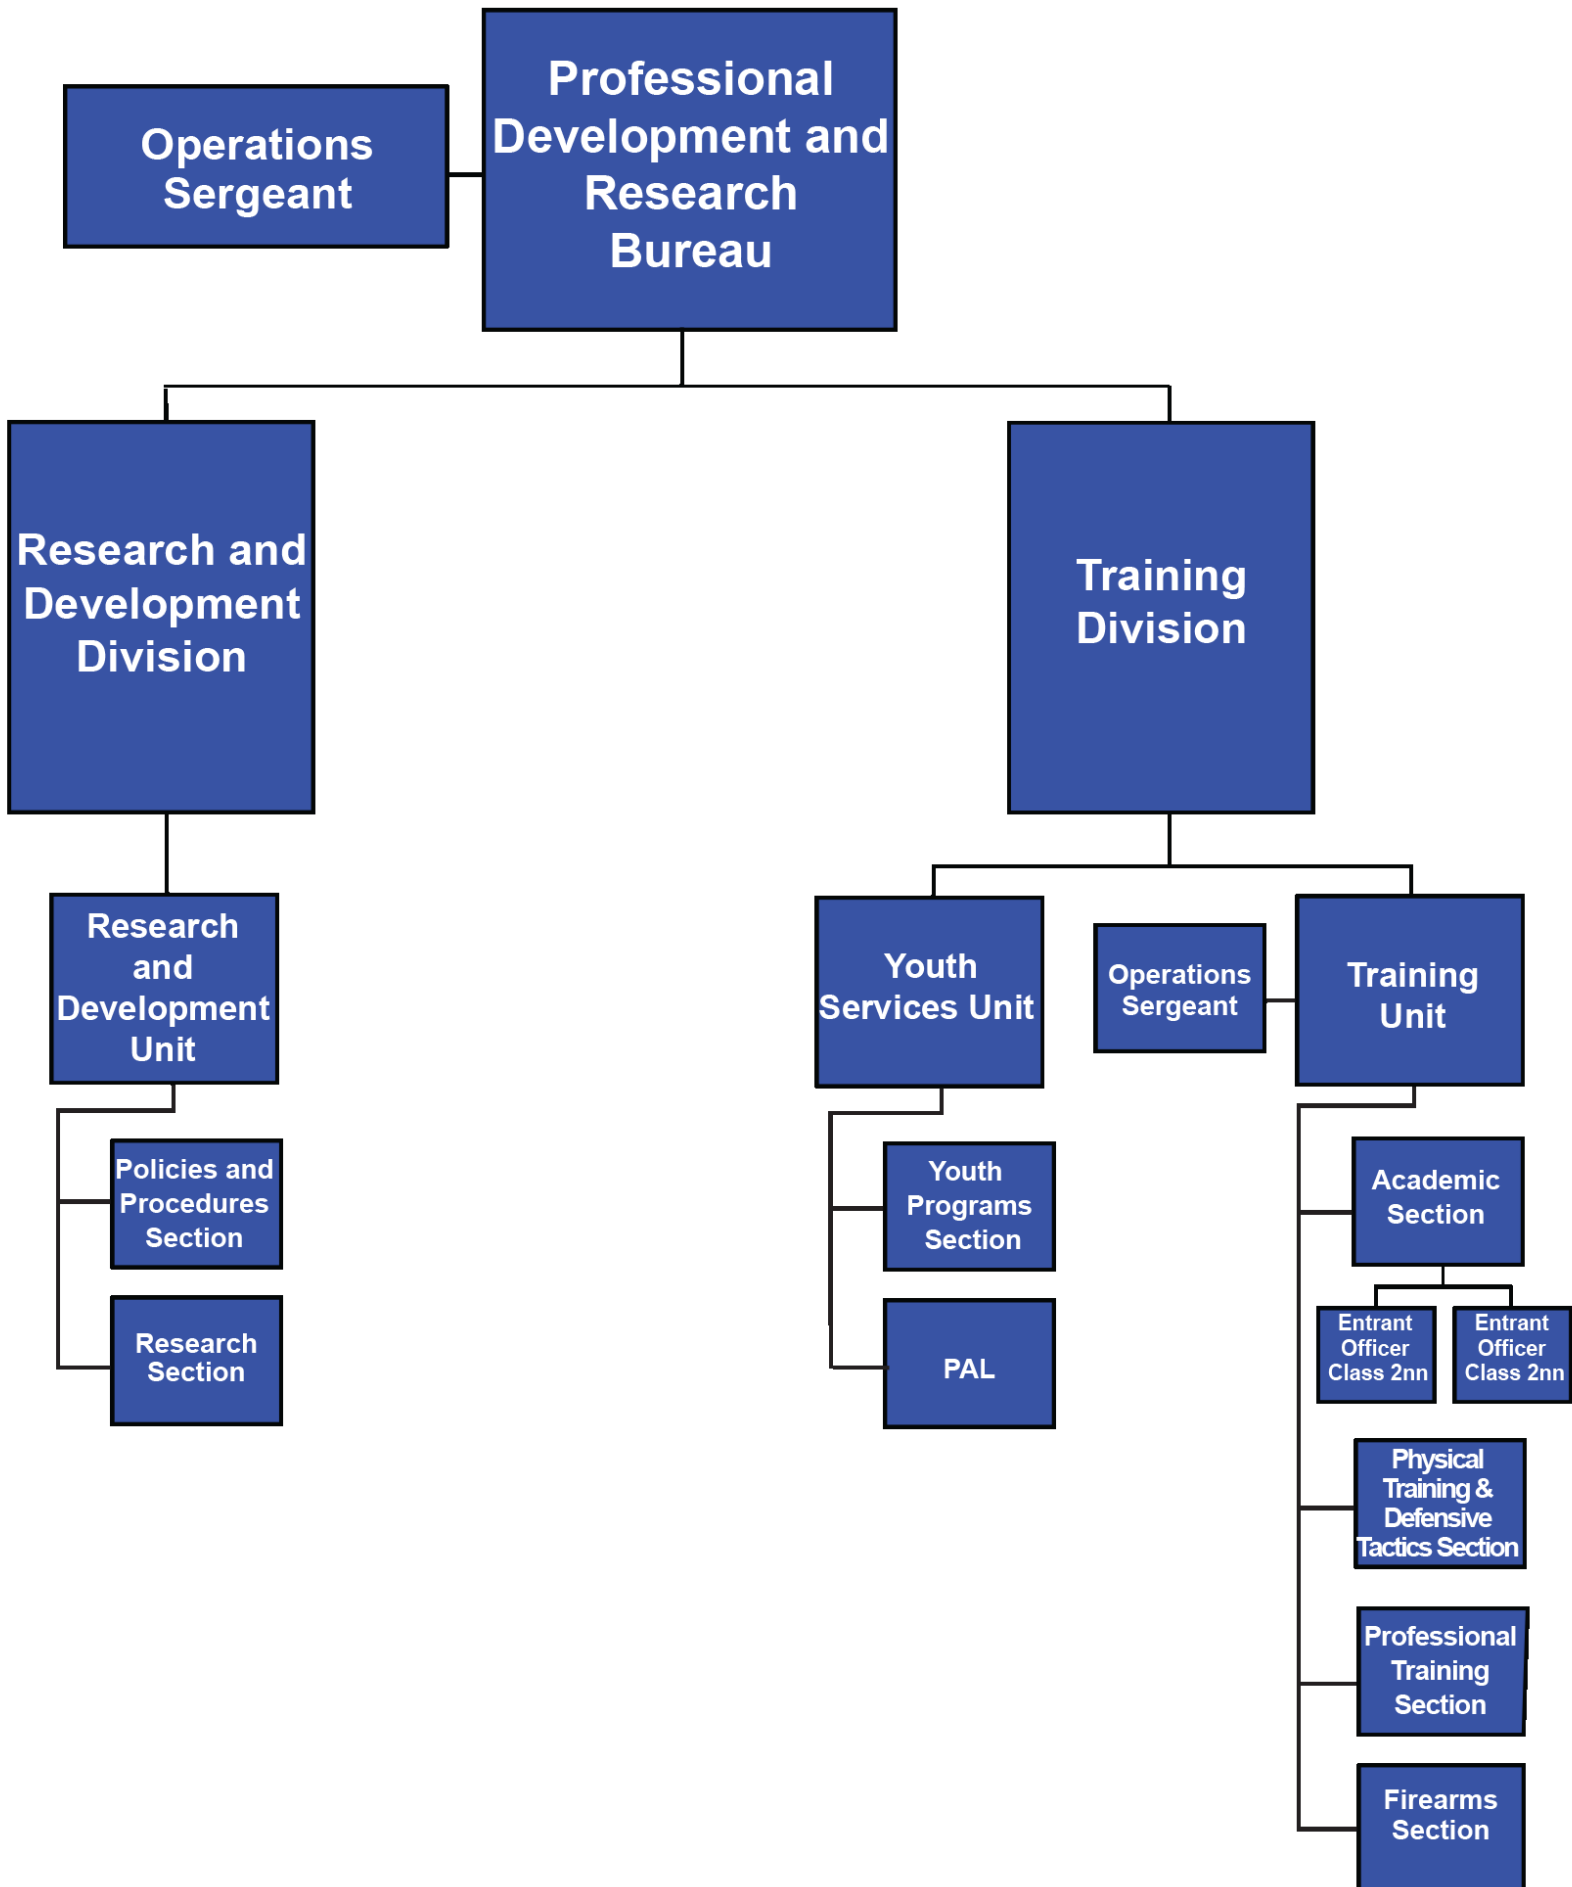 Professional
Development and
Research
Bureau
Operations
Sergeant
Research and
Development
Division
Training
Division
Research
and
Development
Unit
Youth
Services Unit
Operations
Sergeant
Training
Unit
Policies and
Procedures
Section
Research
Section
Youth
Programs
Section
PAL
Academic
Section
Entrant
Officer
Class 2nn
Entrant
Officer
Class 2nn
Physical
Training &
Defensive
Tactics Section
Professional
Training
Section
Firearms
Section